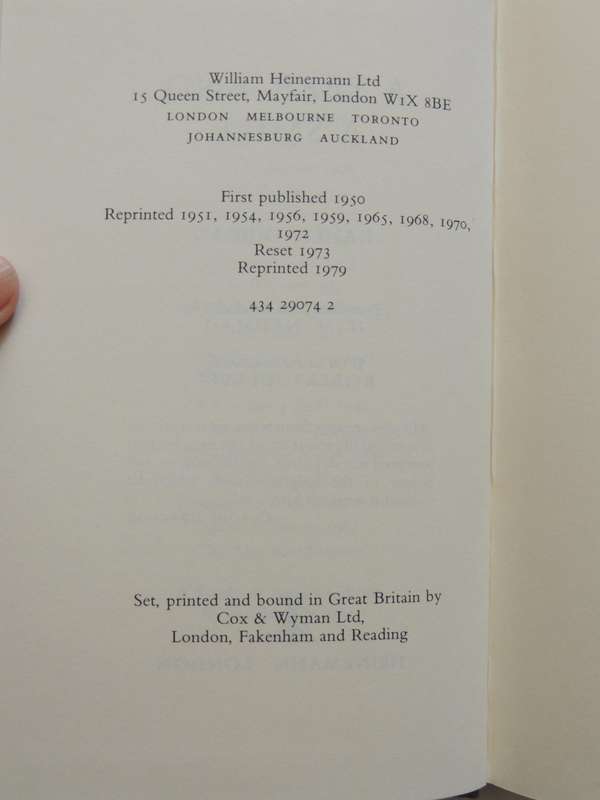 William Heinemann Ltd
15 Queen Street, Mayfair, London W1X 8BE
LONDON MELBOURNE TORONTO
JOHANNESBURG AUCKLAND
First published 1950
Reprinted 1951, 1954, 1956, 1959, 1965, 1968, 1970,
1972
Reset 1973
Reprinted 1979
434 29074 2
Set, printed and bound in Great Britain by
Cox & Wyman Ltd,
London, Fakenham and Reading